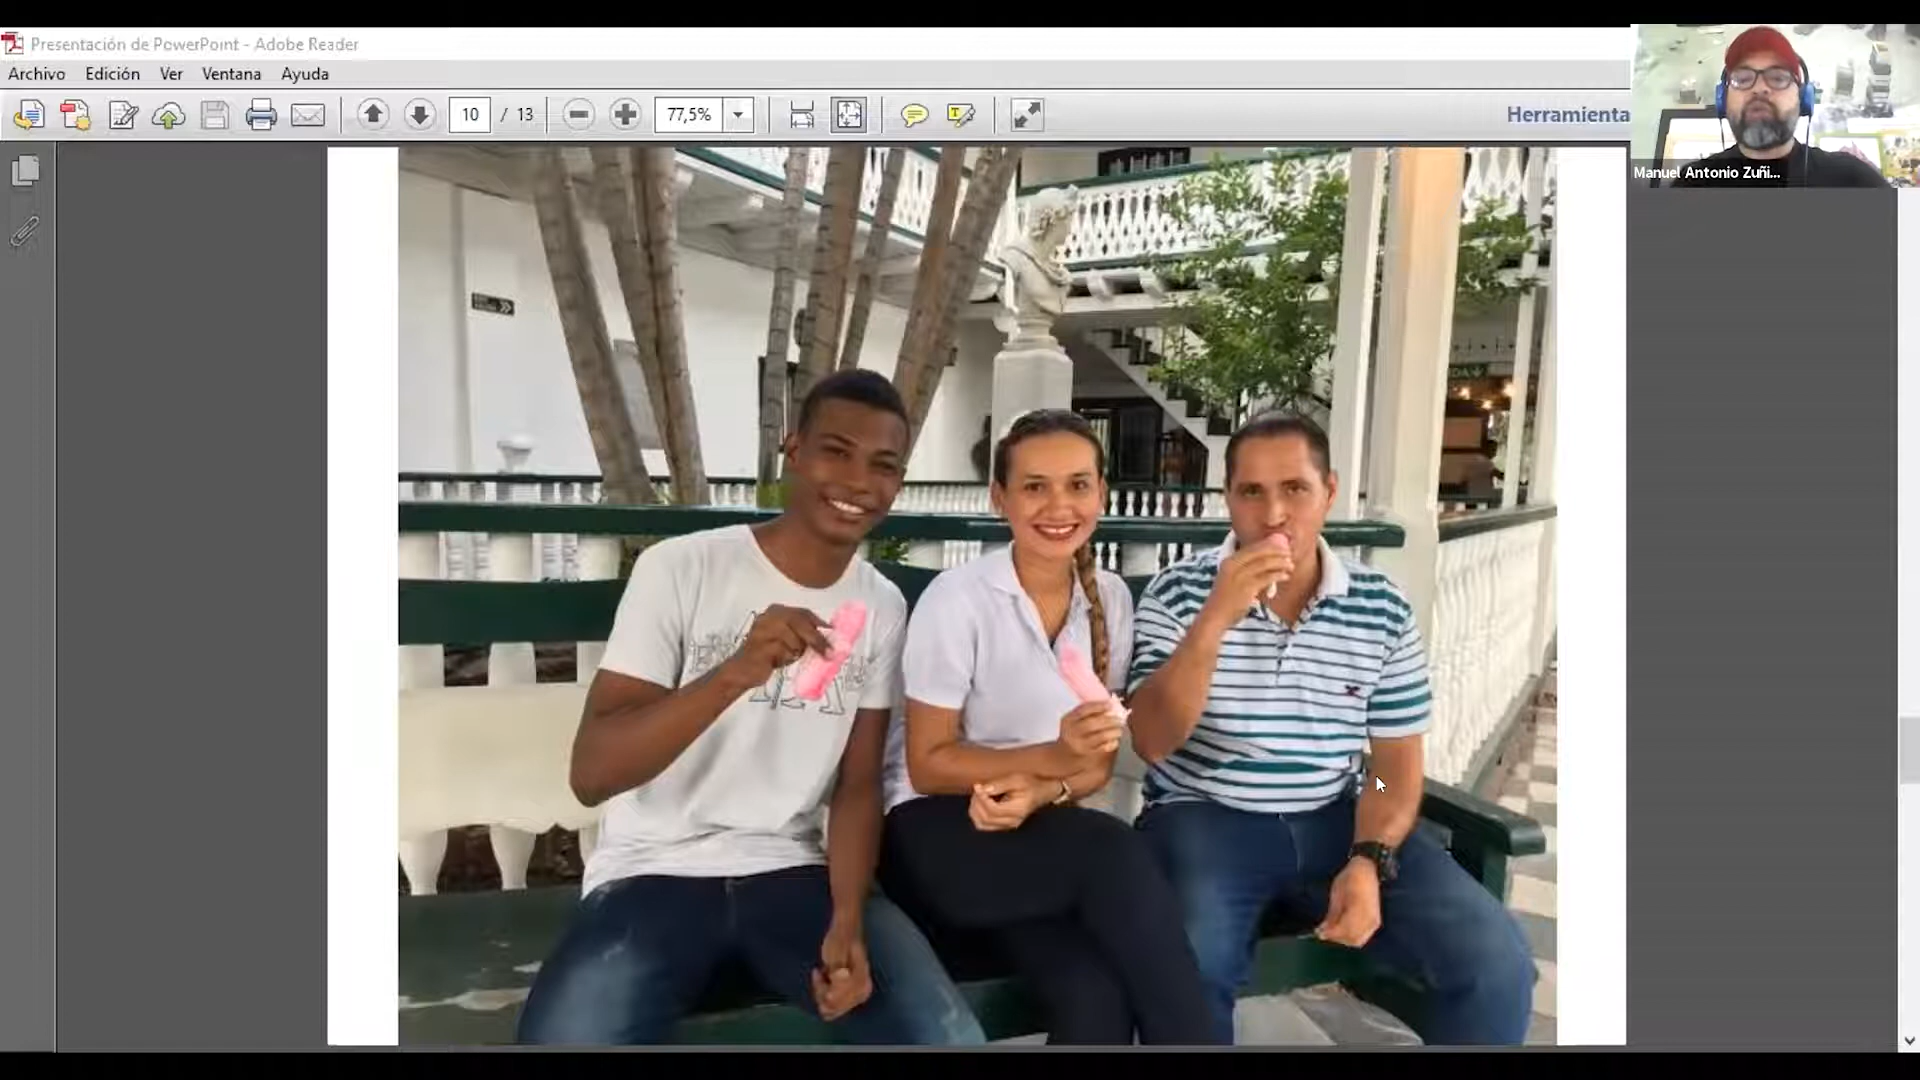 Presentación de PowerPoint - Adobe Reader
Archivo Edición Ver Ventana Ayuda
10 / 13 77,5% Herramienta
Manuel Antonio Zuñi...